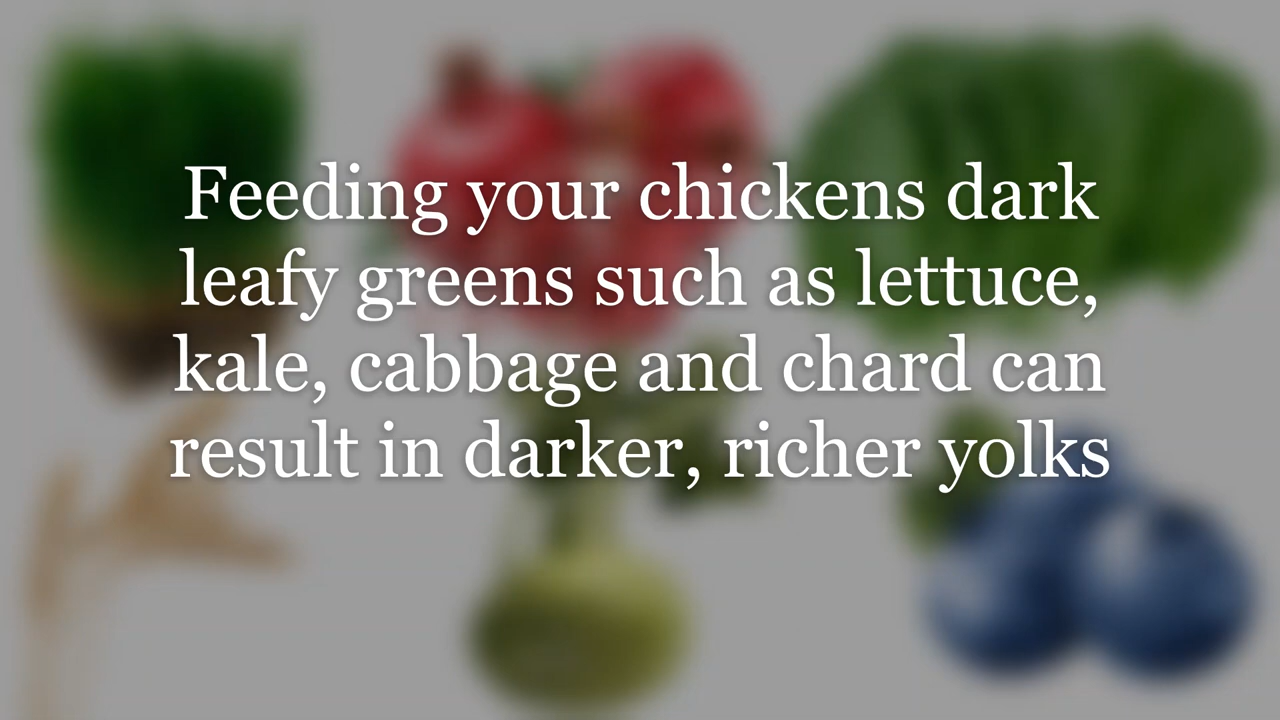 Feeding your chickens dark
leafy greens such as lettuce,
kale, cabbage and chard can
result in darker, richer yolks